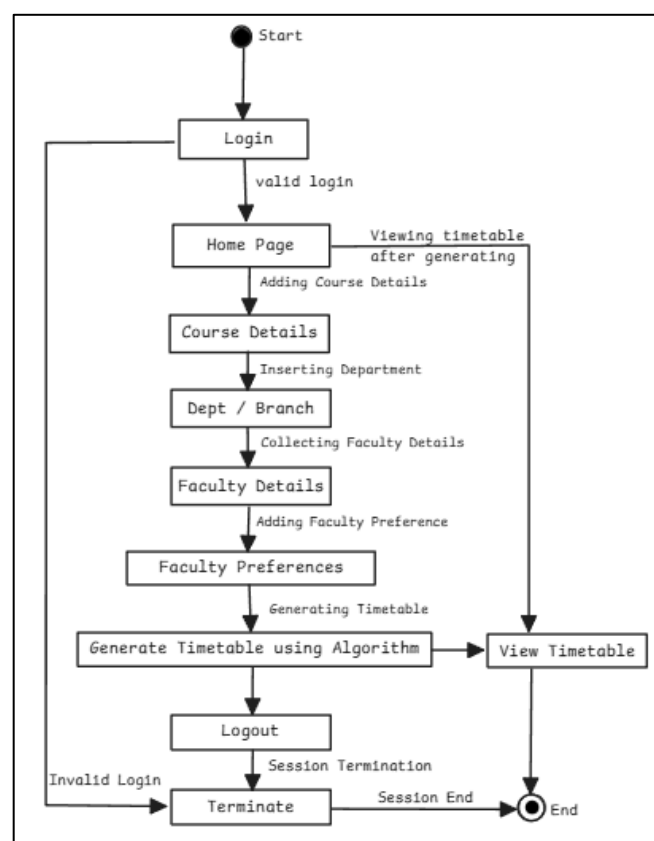 Start
Login
valid login
Home Page
Viewing timetable
after generating
Adding Course Details
Course Details
Inserting Department
Dept / Branch
Collecting Faculty Details
Faculty Details
Adding Faculty Preference
Faculty Preferences
Generating Timetable
Generate Timetable using Algorithm
View Timetable
Logout
Session Termination
Invalid Login
Terminate
Session End
End